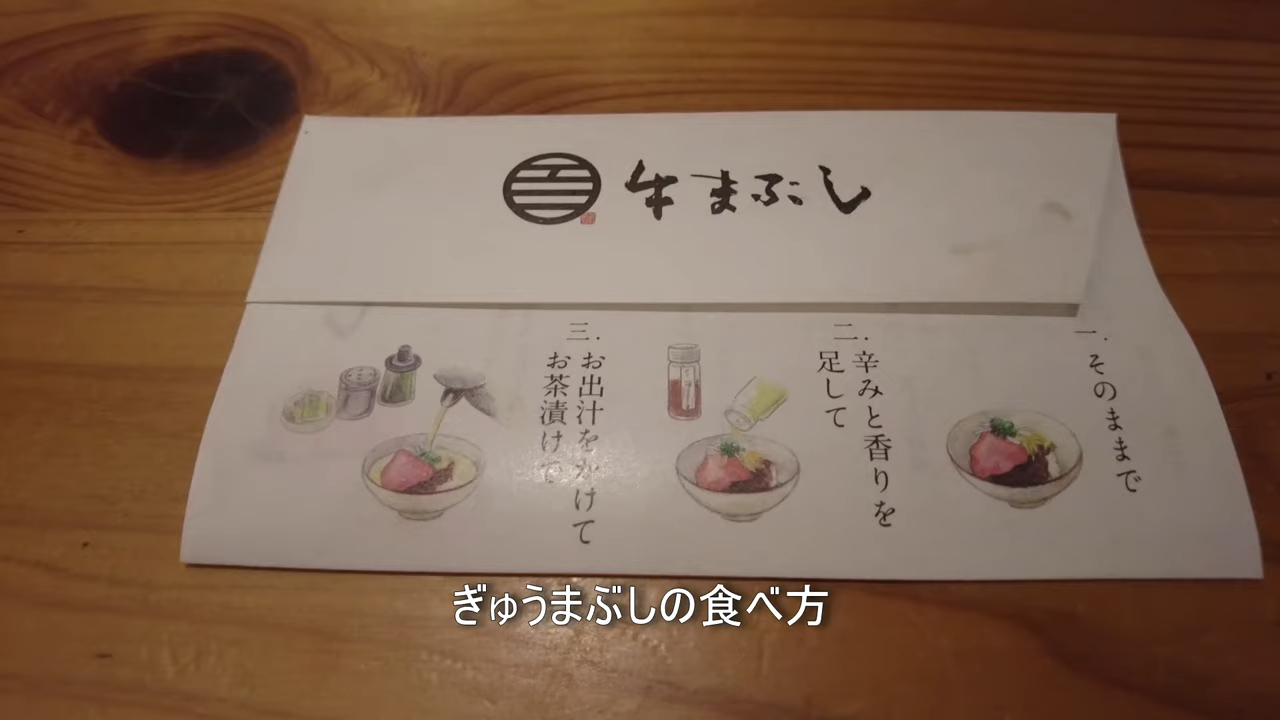 牛まぶし
一. そのままで
二. 辛みと香りを
足して
三. お出汁をかけて
お茶漬けで
ぎゅうまぶしの食べ方